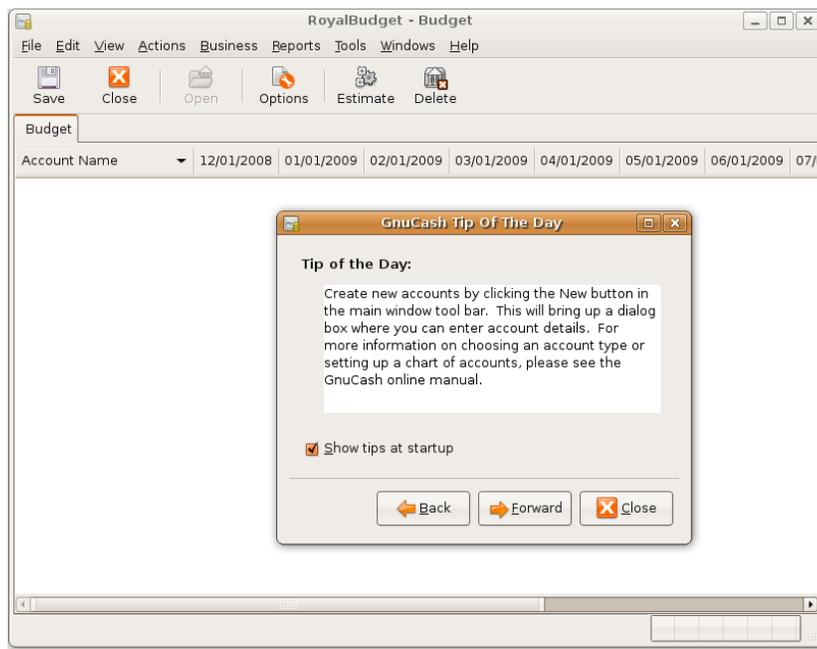 RoyalBudget - Budget
File Edit View Actions Business Reports Tools Windows Help
Save Close Open Options Estimate Delete
Budget
Account Name 12/01/2008 01/01/2009 02/01/2009 03/01/2009 04/01/2009 05/01/2009 06/01/2009 07/
GnuCash Tip Of The Day
Tip of the Day:
Create new accounts by clicking the New button in
the main window tool bar. This will bring up a dialog
box where you can enter account details. For
more information on choosing an account type or
setting up a chart of accounts, please see the
GnuCash online manual.
Show tips at startup
Back Forward Close